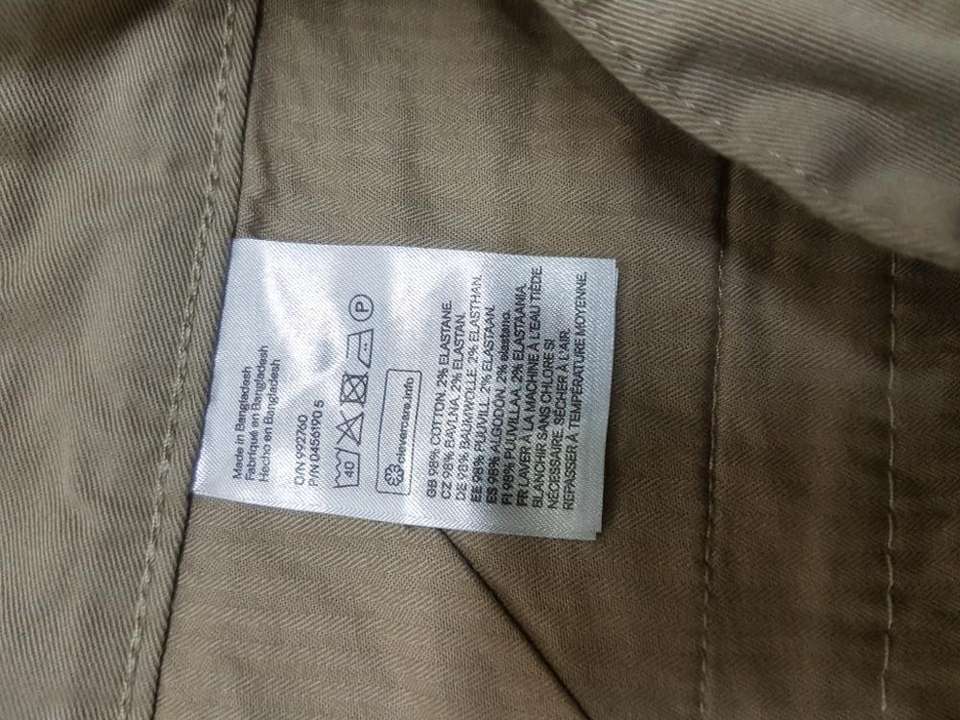 Made in Bangladesh
Fabriqué en Bangladesh
Hecho en Bangladesh
O/N 992760
P/N 0456190 5
40 P
clevercare.info
GB 98% COTTON, 2% ELASTANE.
CZ 98% BAVLNA, 2% ELASTAN.
DE 98% BAUMWOLLE, 2% ELASTHAN.
EE 98% PUUVILL, 2% ELASTAAN.
ES 98% ALGODÓN, 2% elastano.
FI 98% PUUVILLAA, 2% ELASTAANIA.
FR LAVER À LA MACHINE À L'EAU TIÈDE.
BLANCHIR SANS CHLORE SI
NÉCESSAIRE. SÉCHER À L'AIR.
REPASSER À TEMPÉRATURE MOYENNE.